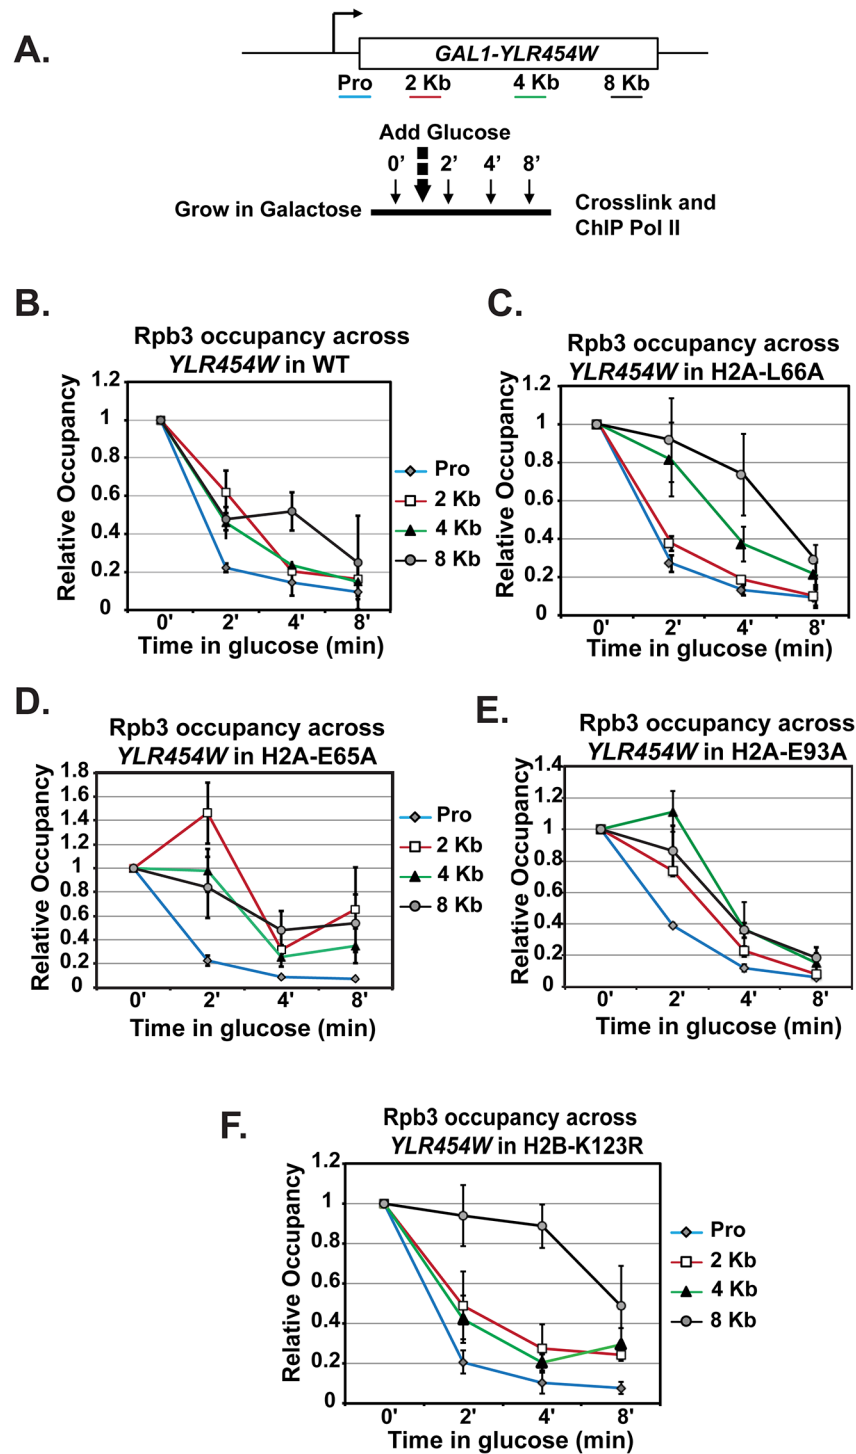 A.
GAL1-YLR454W
Pro 2 Kb 4 Kb 8 Kb
Add Glucose
0' 2' 4' 8'
Grow in Galactose
Crosslink and
ChIP Pol II
B.
Rpb3 occupancy across
YLR454W in WT
Relative Occupancy
1.2
1
0.8
0.6
0.4
0.2
0
0' 2' 4' 8'
Time in glucose (min)
Pro
2 Kb
4 Kb
8 Kb
C.
Rpb3 occupancy across
YLR454W in H2A-L66A
Relative Occupancy
1.2
1
0.8
0.6
0.4
0.2
0
0' 2' 4' 8'
Time in glucose (min)
D.
Rpb3 occupancy across
YLR454W in H2A-E65A
Relative Occupancy
1.8
1.6
1.4
1.2
1
0.8
0.6
0.4
0.2
0
0' 2' 4' 8'
Time in glucose (min)
Pro
2 Kb
4 Kb
8 Kb
E.
Rpb3 occupancy across
YLR454W in H2A-E93A
Relative Occupancy
1.4
1.2
1
0.8
0.6
0.4
0.2
0
0' 2' 4' 8'
Time in glucose (min)
F.
Rpb3 occupancy across
YLR454W in H2B-K123R
Relative Occupancy
1.2
1
0.8
0.6
0.4
0.2
0
0' 2' 4' 8'
Time in glucose (min)
Pro
2 Kb
4 Kb
8 Kb